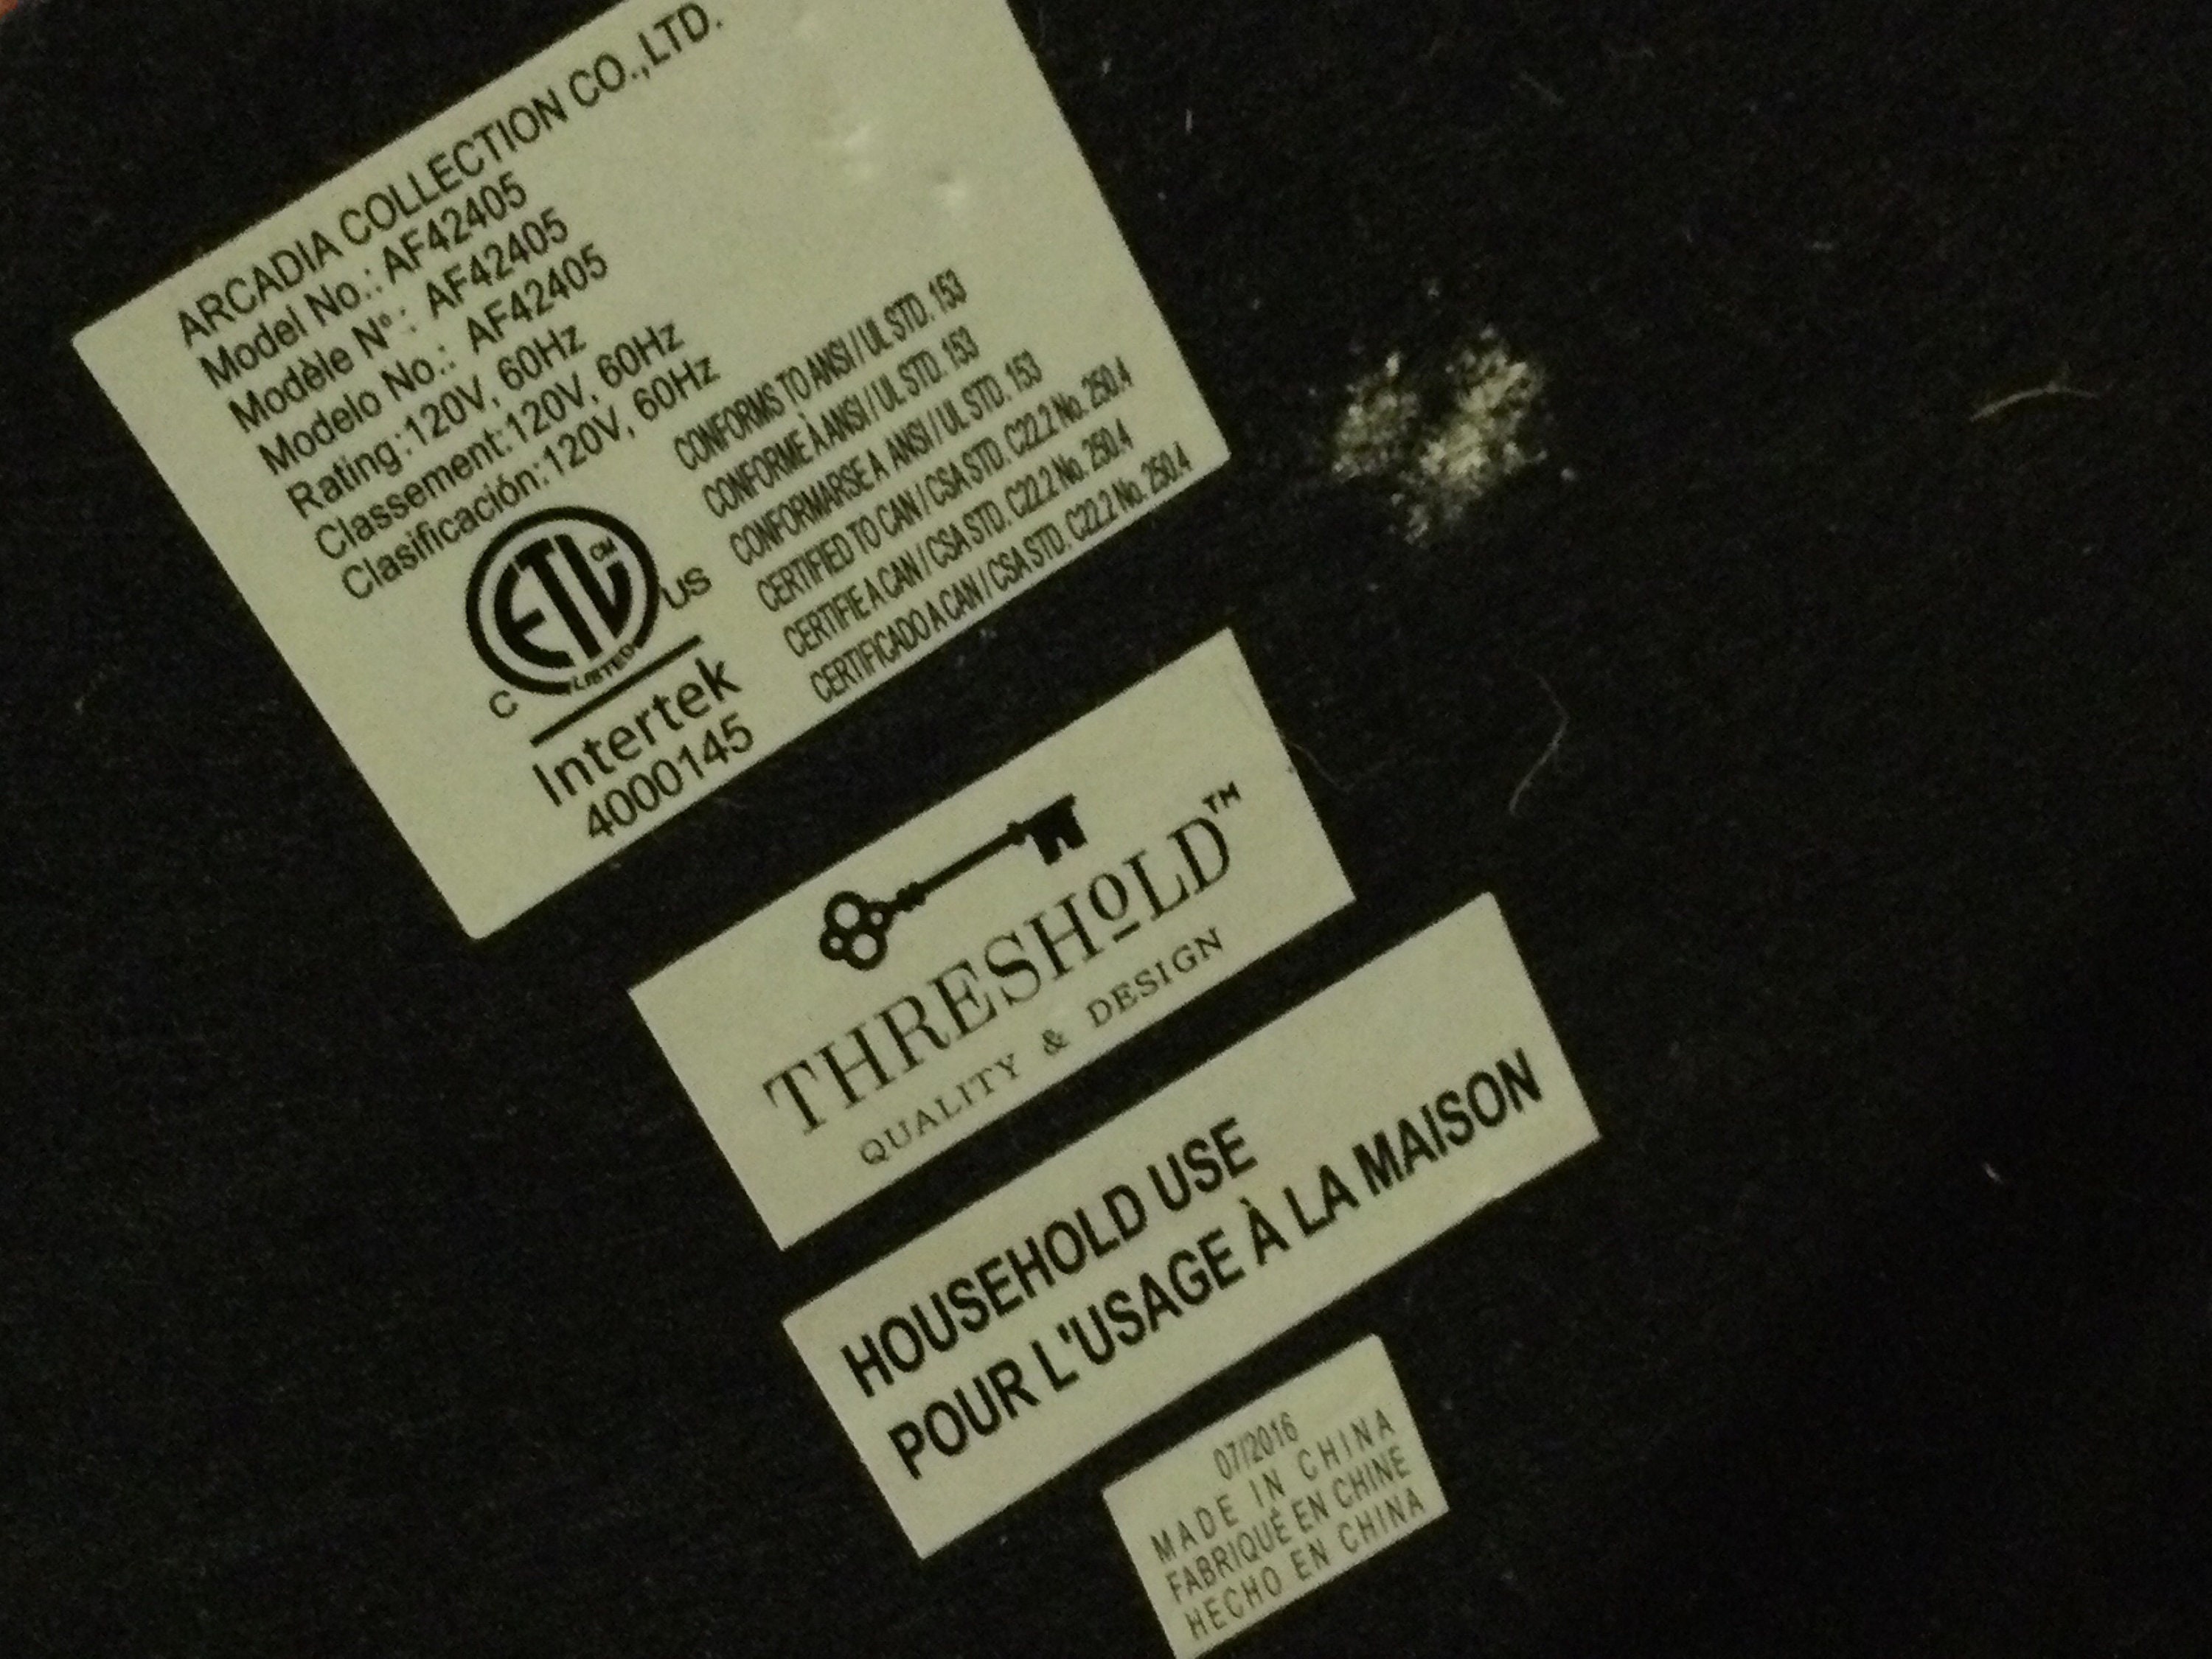 ARCADIA COLLECTION CO.,LTD.
Model No.: AF42405
Modèle N°: AF42405
Modelo No.: AF42405
Rating:120V, 60Hz
Classement:120V, 60Hz
Clasificación:120V, 60Hz
CONFORMS TO ANSI / UL STD. 153
CONFORME À ANSI / UL STD. 153
CONFORMARSE A ANSI / UL STD. 153
CERTIFIED TO CAN / CSA STD. C22.2 No. 250.4
CERTIFIE A CAN / CSA STD. C22.2 No. 250.4
CERTIFICADO A CAN / CSA STD. C22.2 No. 250.4
ETL CM
LISTED
C US
Intertek
4000145
THRESHOLD™
QUALITY & DESIGN
HOUSEHOLD USE
POUR L'USAGE À LA MAISON
07/2016
MADE IN CHINA
FABRIQUÉ EN CHINE
HECHO EN CHINA